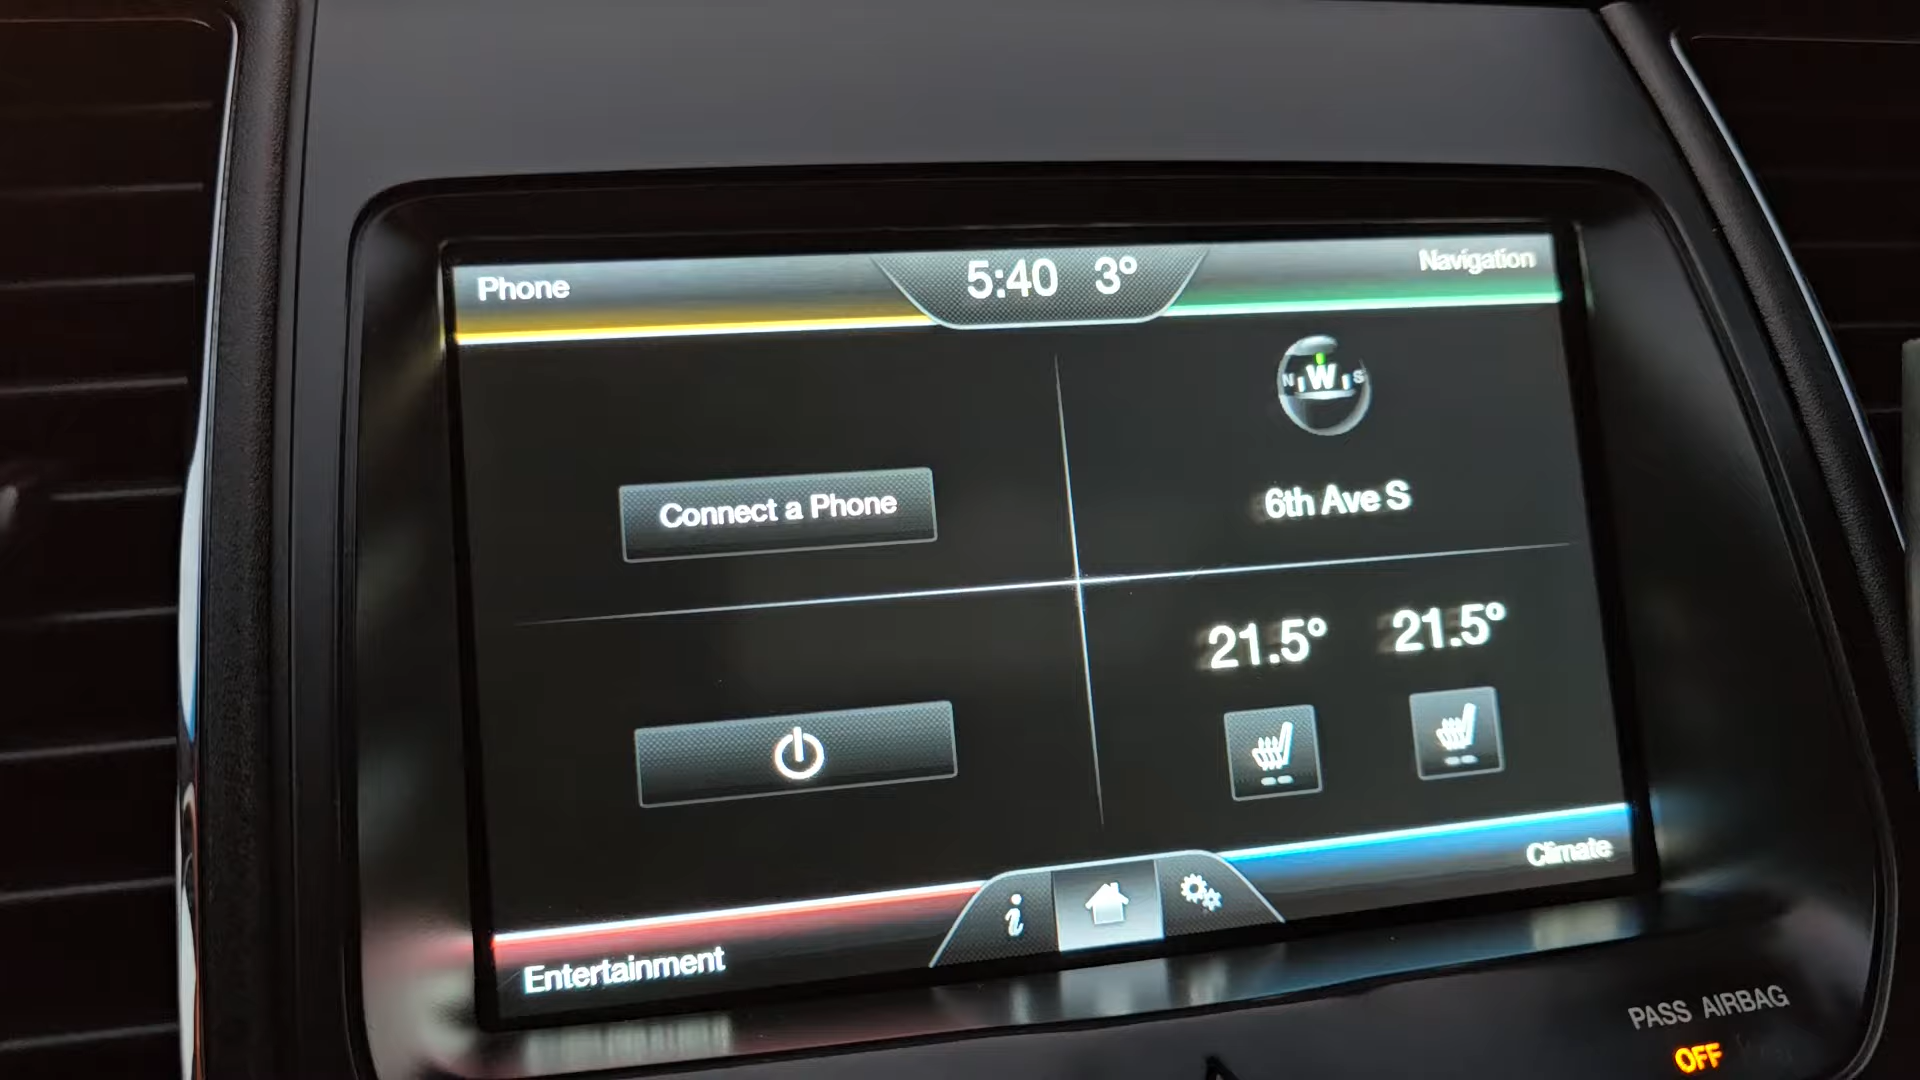 Phone
5:40 3°
Navigation
N W S
Connect a Phone
6th Ave S
21.5° 21.5°
Climate
i
Entertainment
PASS AIRBAG
OFF